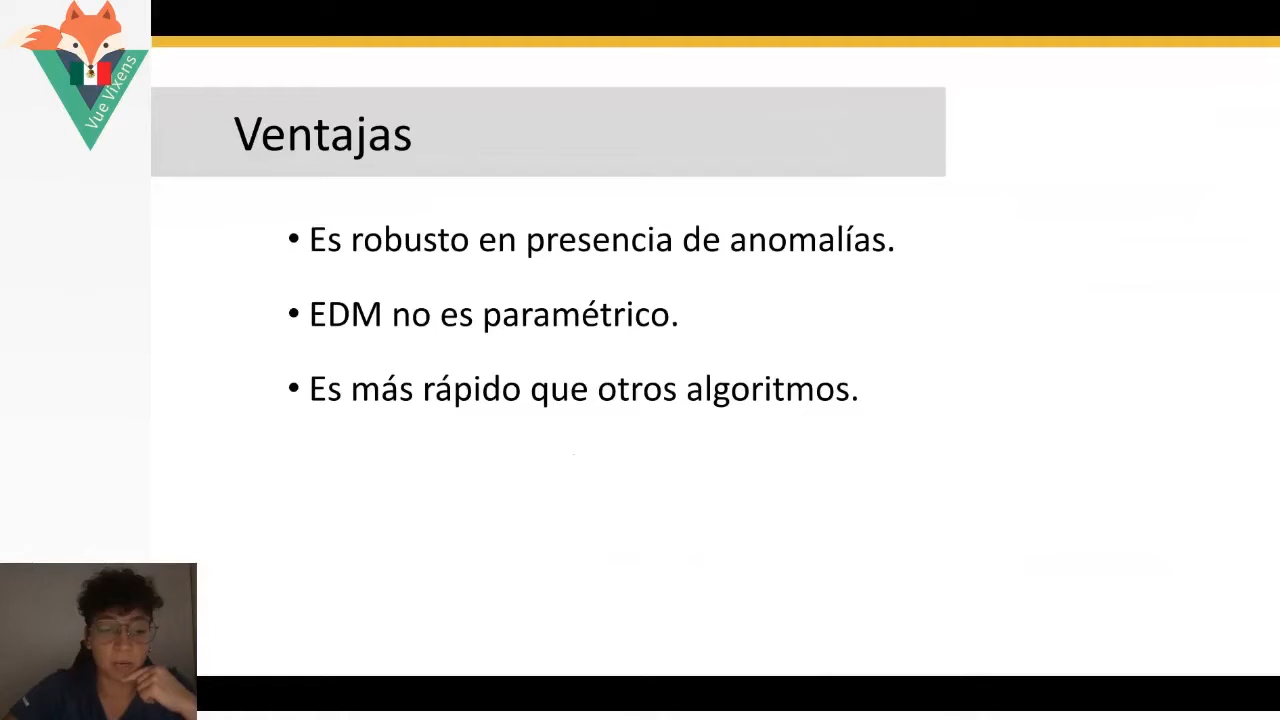 Vue Vixens
Ventajas
• Es robusto en presencia de anomalías.
• EDM no es paramétrico.
• Es más rápido que otros algoritmos.